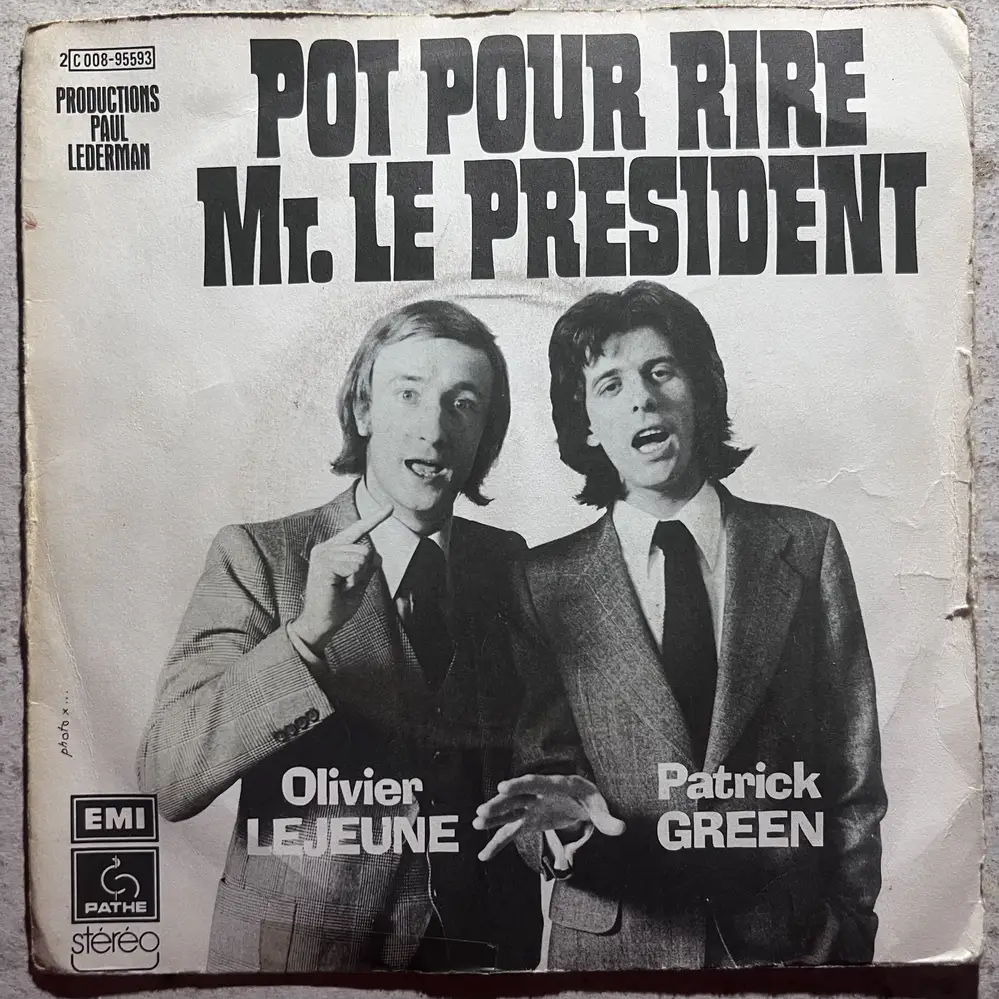 2 C 008-95593
PRODUCTIONS
PAUL
LEDERMAN
POT POUR RIRE
Mr. LE PRESIDENT
photo x...
Olivier
LEJEUNE
Patrick
GREEN
EMI
PATHE
stéréo